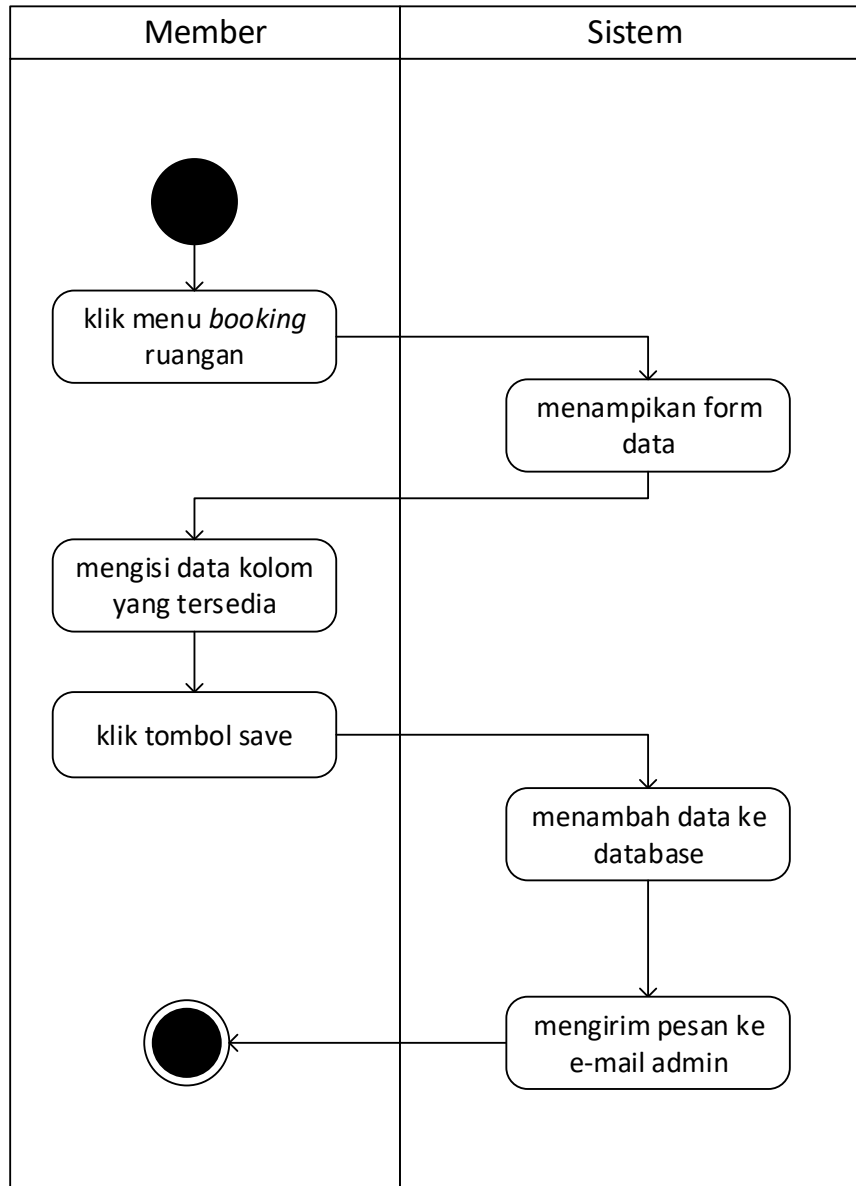 Member
Sistem
klik menu booking
ruangan
menampikan form
data
mengisi data kolom
yang tersedia
klik tombol save
menambah data ke
database
mengirim pesan ke
e-mail admin